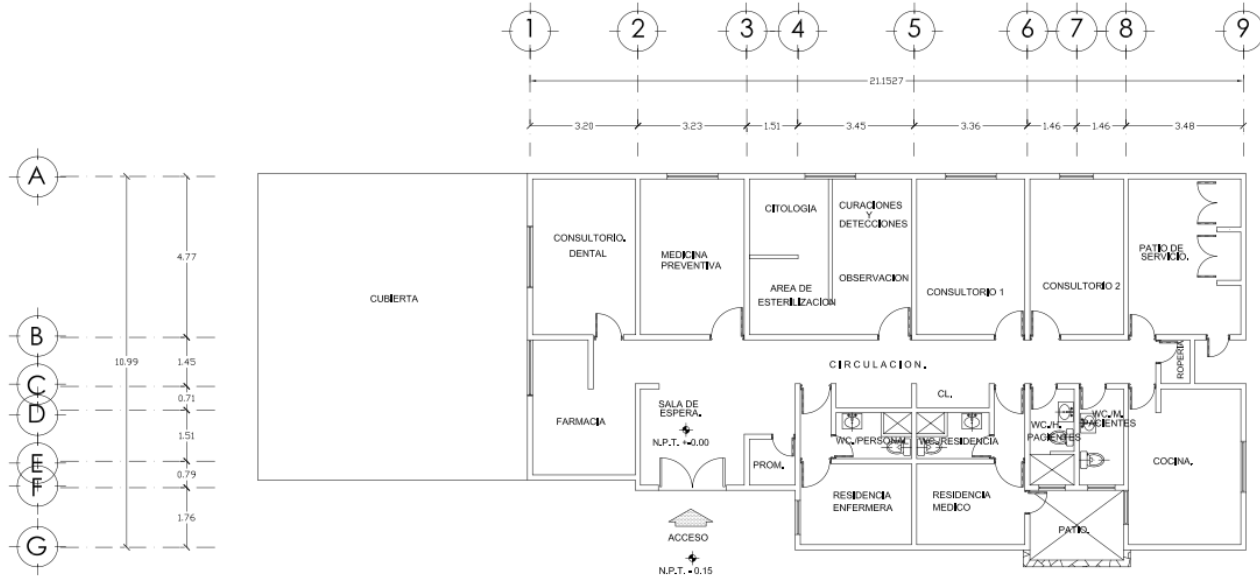 1 2 3 4 5 6 7 8 9
21.1527
3.20 3.23 1.51 3.45 3.36 1.46 1.46 3.48
A
B
C
D
E
F
G
10.99
4.77
1.45
0.71
1.51
0.79
1.76
CUBIERTA
CONSULTORIO.
DENTAL
MEDICINA
PREVENTIVA
CITOLOGIA
AREA DE
ESTERILIZACION
CURACIONES
Y
DETECCIONES
OBSERVACION
CONSULTORIO 1
CONSULTORIO 2
PATIO DE
SERVICIO.
ROPERIA
CIRCULACION.
FARMACIA
SALA DE
ESPERA.
N.P.T. +-0.00
PROM.
CL.
WC./PERSONAL
WC./RESIDENCIA
WC./H.
PACIENTES
WC./M.
PACIENTES
COCINA.
RESIDENCIA
ENFERMERA
RESIDENCIA
MEDICO
PATIO.
ACCESO
N.P.T. - 0.15